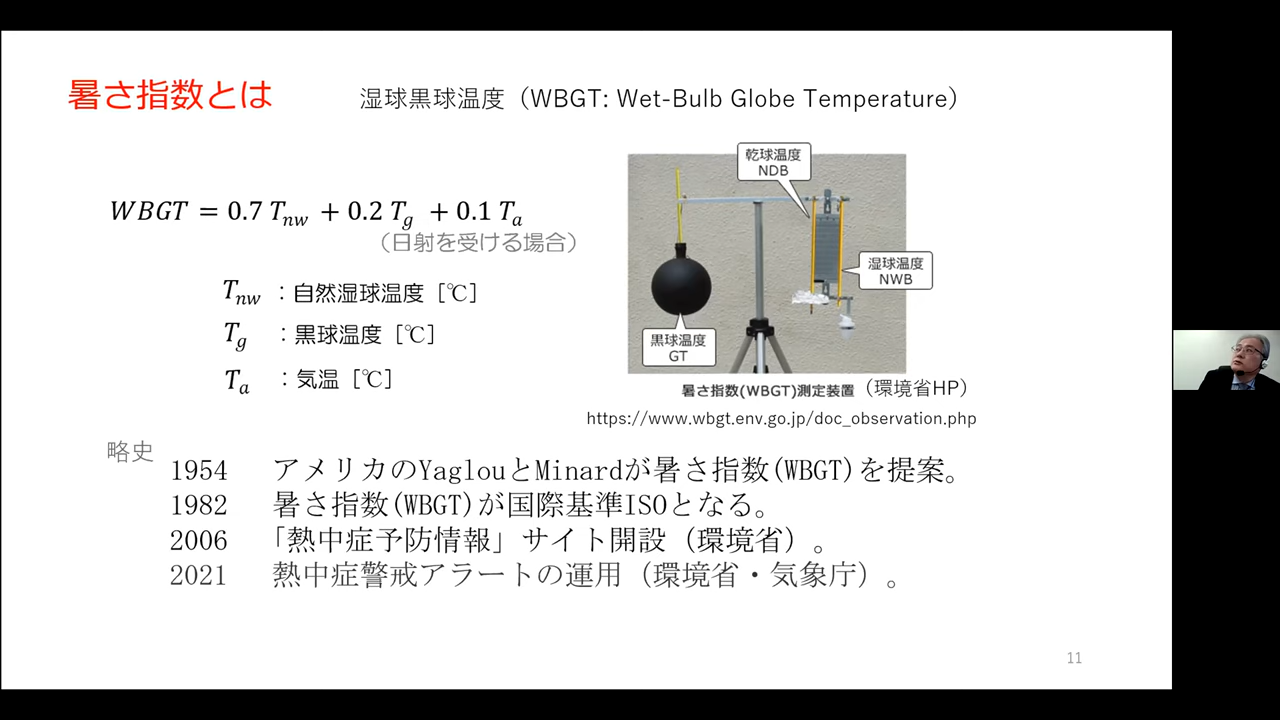 暑さ指数とは
湿球黒球温度（WBGT: Wet-Bulb Globe Temperature）
WBGT = 0.7 Tnw + 0.2 Tg + 0.1 Ta
（日射を受ける場合）
Tnw ：自然湿球温度［℃］
Tg ：黒球温度［℃］
Ta ：気温［℃］
乾球温度
NDB
湿球温度
NWB
黒球温度
GT
暑さ指数(WBGT)測定装置（環境省HP）
https://www.wbgt.env.go.jp/doc_observation.php
略史
1954 アメリカのYaglouとMinardが暑さ指数(WBGT)を提案。
1982 暑さ指数(WBGT)が国際基準ISOとなる。
2006 「熱中症予防情報」サイト開設（環境省）。
2021 熱中症警戒アラートの運用（環境省・気象庁）。
11